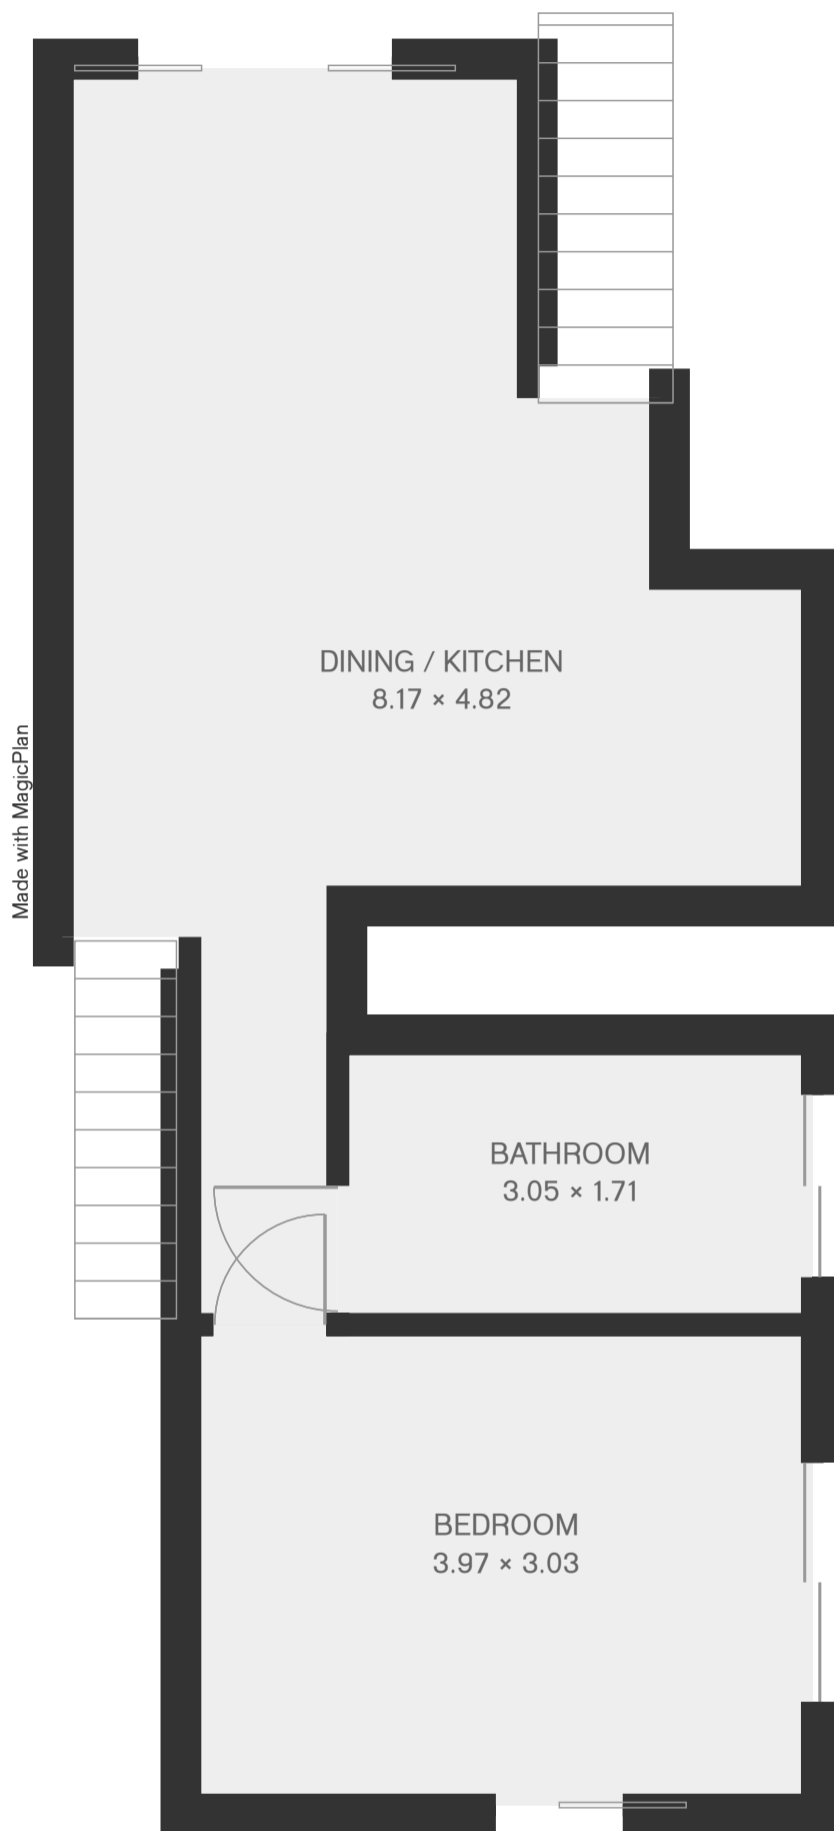 DINING / KITCHEN
8.17 × 4.82
Made with MagicPlan
BATHROOM
3.05 × 1.71
BEDROOM
3.97 × 3.03